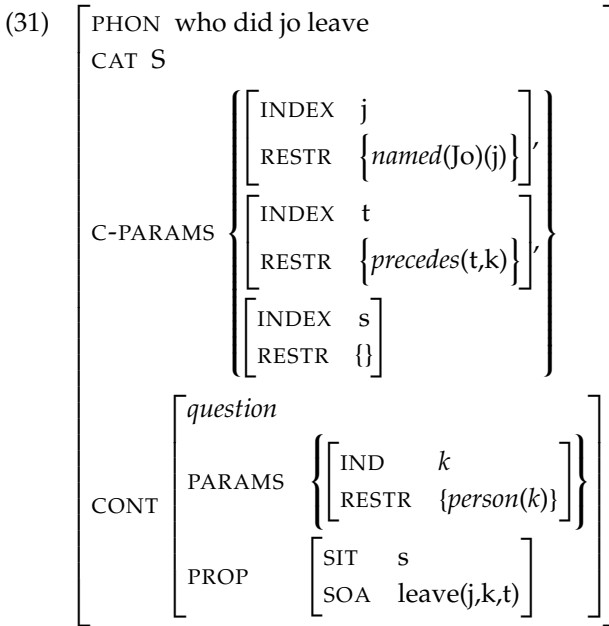 (31)
PHON who did jo leave
CAT S
C-PARAMS
INDEX j
RESTR {named(Jo)(j)},
INDEX t
RESTR {precedes(t,k)},
INDEX s
RESTR {}
CONT
question
PARAMS
IND k
RESTR {person(k)}
PROP
SIT s
SOA leave(j,k,t)